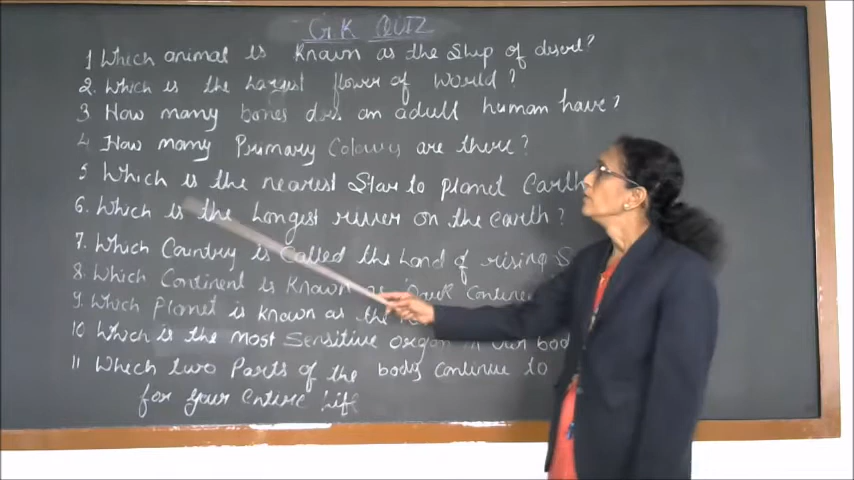 G.K QUIZ
1 Which animal is known as the Ship of desert?
2. Which is the largest flower of World?
3 How many bones does an adult human have?
4 How many Primary Colours are there?
5 Which is the nearest Star to planet Earth
6. Which is the longest river on the earth?
7. Which Country is Called the Land of rising
8. Which Continent is known as Dark Continent
9. Which Planet is known as the
10 Which is the most Sensitive organ in our body
11 Which two Parts of the body Continue to
for your entire life